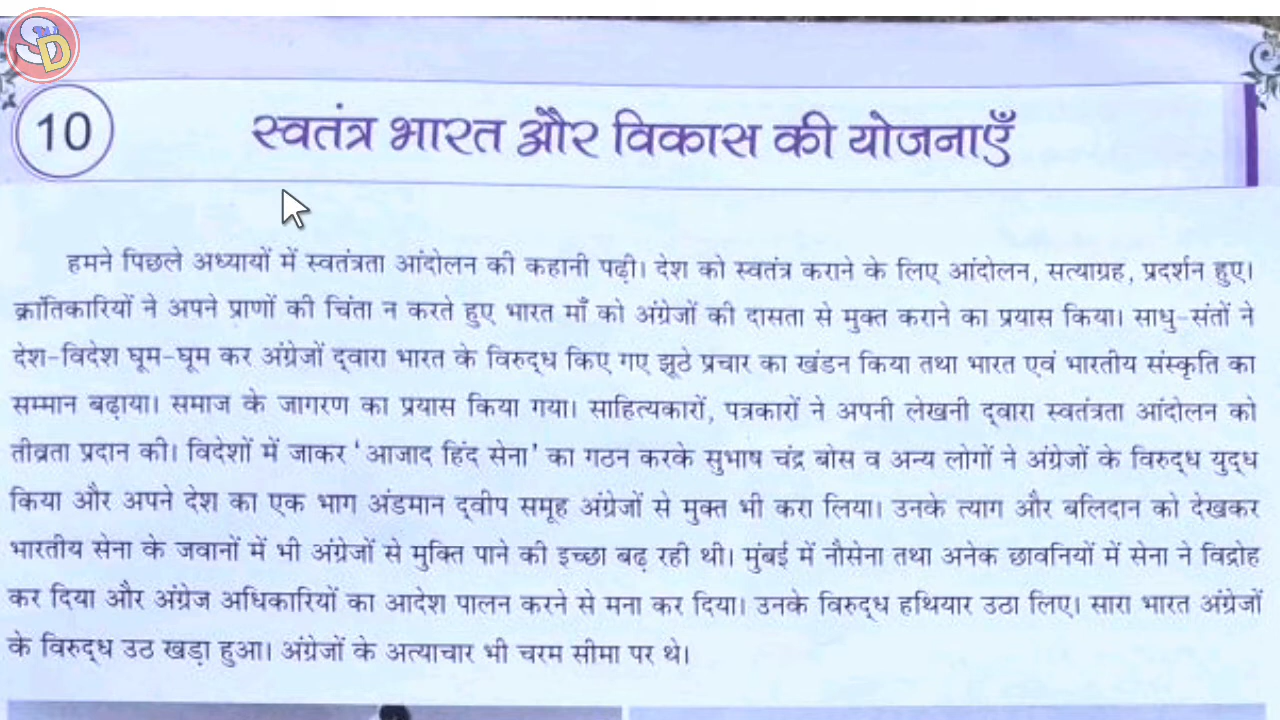 SD
10
स्वतंत्र भारत और विकास की योजनाएँ
हमने पिछले अध्यायों में स्वतंत्रता आंदोलन की कहानी पढ़ी। देश को स्वतंत्र कराने के लिए आंदोलन, सत्याग्रह, प्रदर्शन हुए।
क्रांतिकारियों ने अपने प्राणों की चिंता न करते हुए भारत माँ को अंग्रेजों की दासता से मुक्त कराने का प्रयास किया। साधु-संतों ने
देश-विदेश घूम-घूम कर अंग्रेजों द्वारा भारत के विरुद्ध किए गए झूठे प्रचार का खंडन किया तथा भारत एवं भारतीय संस्कृति का
सम्मान बढ़ाया। समाज के जागरण का प्रयास किया गया। साहित्यकारों, पत्रकारों ने अपनी लेखनी द्वारा स्वतंत्रता आंदोलन को
तीव्रता प्रदान की। विदेशों में जाकर ‘आजाद हिंद सेना’ का गठन करके सुभाष चंद्र बोस व अन्य लोगों ने अंग्रेजों के विरुद्ध युद्ध
किया और अपने देश का एक भाग अंडमान द्वीप समूह अंग्रेजों से मुक्त भी करा लिया। उनके त्याग और बलिदान को देखकर
भारतीय सेना के जवानों में भी अंग्रेजों से मुक्ति पाने की इच्छा बढ़ रही थी। मुंबई में नौसेना तथा अनेक छावनियों में सेना ने विद्रोह
कर दिया और अंग्रेज अधिकारियों का आदेश पालन करने से मना कर दिया। उनके विरुद्ध हथियार उठा लिए। सारा भारत अंग्रेजों
के विरुद्ध उठ खड़ा हुआ। अंग्रेजों के अत्याचार भी चरम सीमा पर थे।